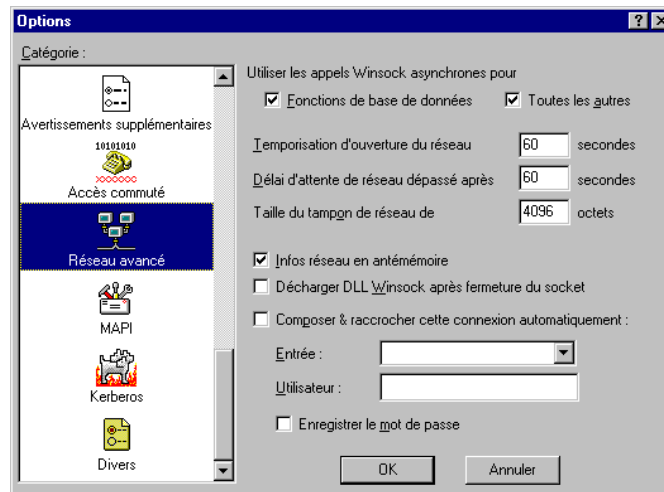 Options
Catégorie :
Avertissements supplémentaires
10101010
Accès commuté
Réseau avancé
MAPI
Kerberos
Divers
Utiliser les appels Winsock asynchrones pour
Fonctions de base de données
Toutes les autres
Temporisation d'ouverture du réseau 60 secondes
Délai d'attente de réseau dépassé après 60 secondes
Taille du tampon de réseau de 4096 octets
Infos réseau en antémémoire
Décharger DLL Winsock après fermeture du socket
Composer & raccrocher cette connexion automatiquement :
Entrée :
Utilisateur :
Enregistrer le mot de passe
OK
Annuler